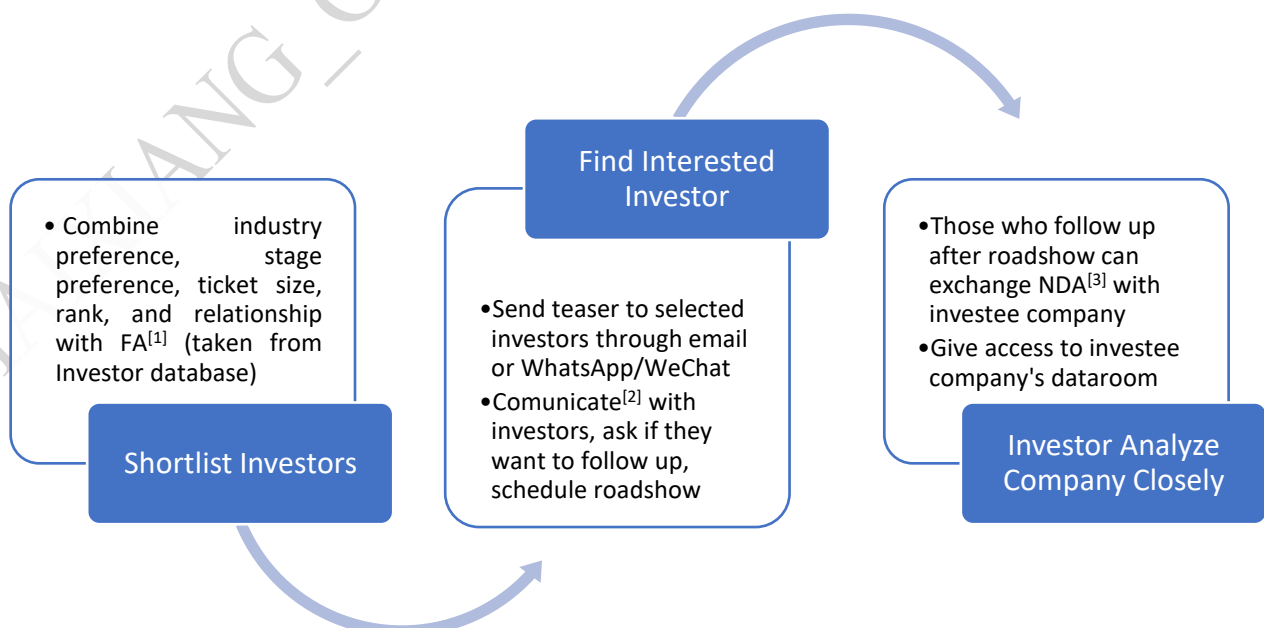 • Combine industry
preference, stage
preference, ticket size,
rank, and relationship
with FA[1] (taken from
Investor database)
Shortlist Investors
Find Interested
Investor
•Send teaser to selected
investors through email
or WhatsApp/WeChat
•Comunicate[2] with
investors, ask if they
want to follow up,
schedule roadshow
•Those who follow up
after roadshow can
exchange NDA[3] with
investee company
•Give access to investee
company's dataroom
Investor Analyze
Company Closely